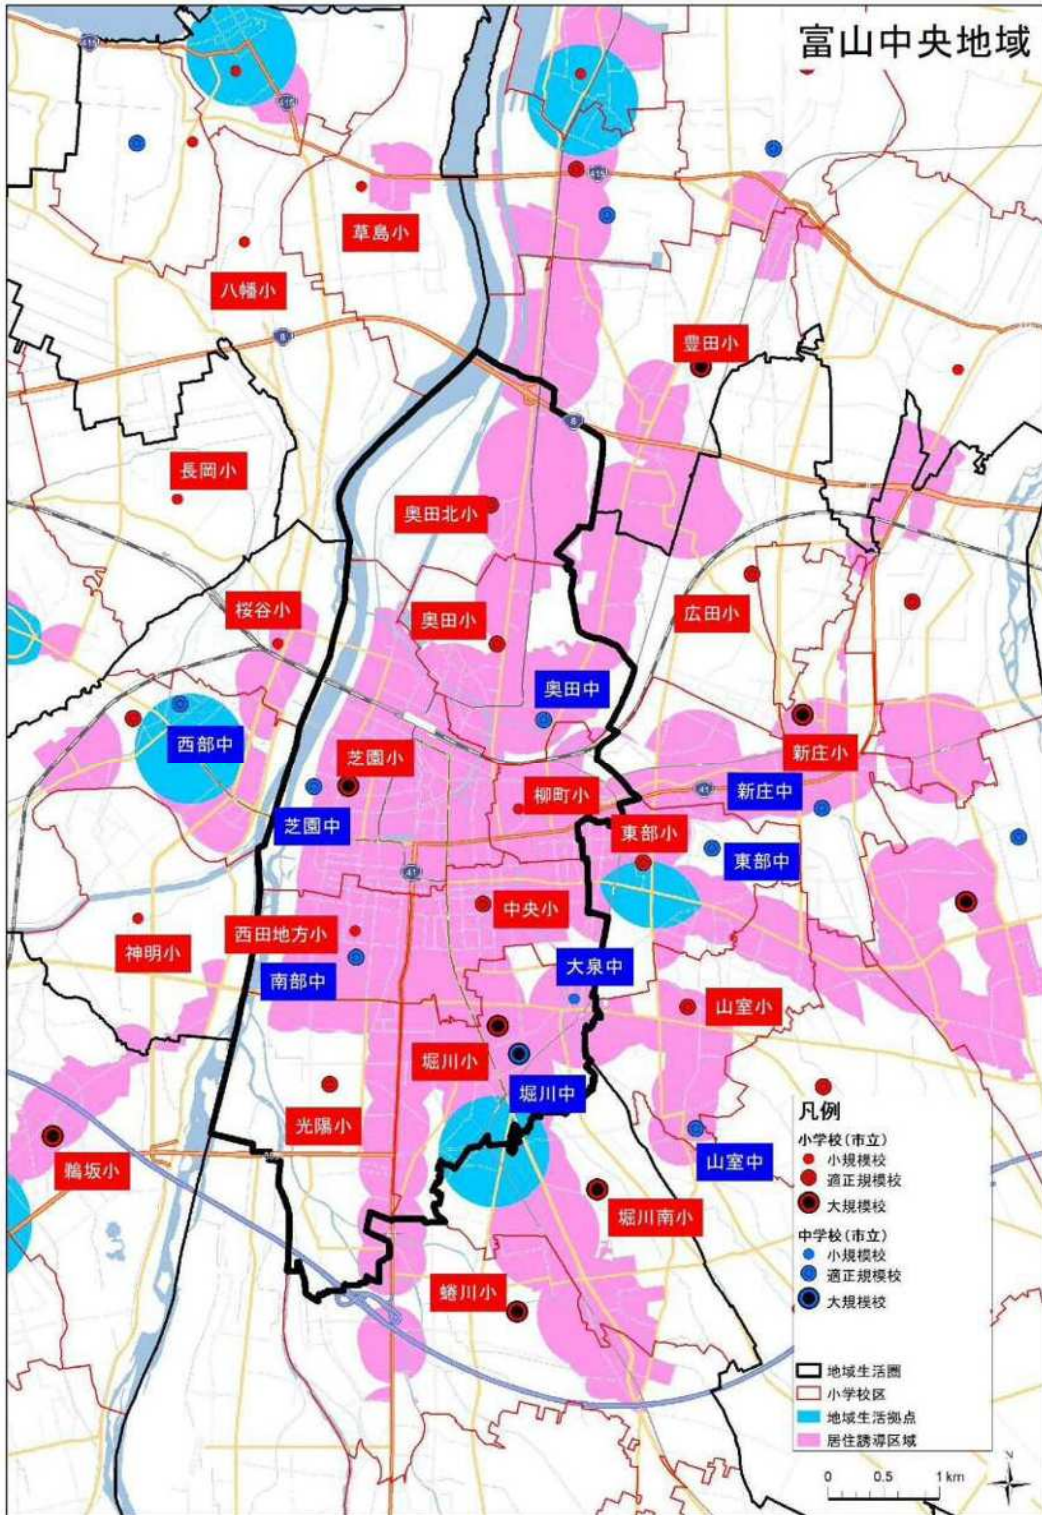 富山中央地域
415
415
415
草島小
八幡小
8
豊田小
8
長岡小
奥田北小
桜谷小
奥田小
広田小
奥田中
西部中
芝園小
新庄小
柳町小
41
新庄中
芝園中
東部小
41
東部中
中央小
西田地方小
神明小
大泉中
南部中
山室小
堀川小
堀川中
光陽小
山室中
鵜坂小
堀川南小
蜷川小
凡例
小学校(市立)
小規模校
適正規模校
大規模校
中学校(市立)
小規模校
適正規模校
大規模校
地域生活圏
小学校区
地域生活拠点
居住誘導区域
0 0.5 1 km